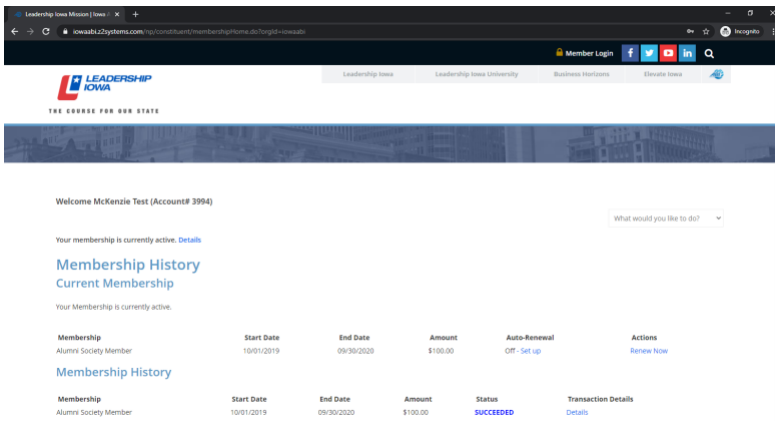 Leadership Iowa Mission | Iowa A
iowaabi.z2systems.com/np/constituent/membershipHome.do?orgId=iowaabi
Incognito
Member Login
LEADERSHIP
IOWA
THE COURSE FOR OUR STATE
Leadership Iowa Leadership Iowa University Business Horizons Elevate Iowa
Welcome McKenzie Test (Account# 3994)
What would you like to do?
Your membership is currently active. Details
Membership History
Current Membership
Your Membership is currently active.
Membership Start Date End Date Amount Auto-Renewal Actions
Alumni Society Member 10/01/2019 09/30/2020 $100.00 Off - Set up Renew Now
Membership History
Membership Start Date End Date Amount Status Transaction Details
Alumni Society Member 10/01/2019 09/30/2020 $100.00 SUCCEEDED Details